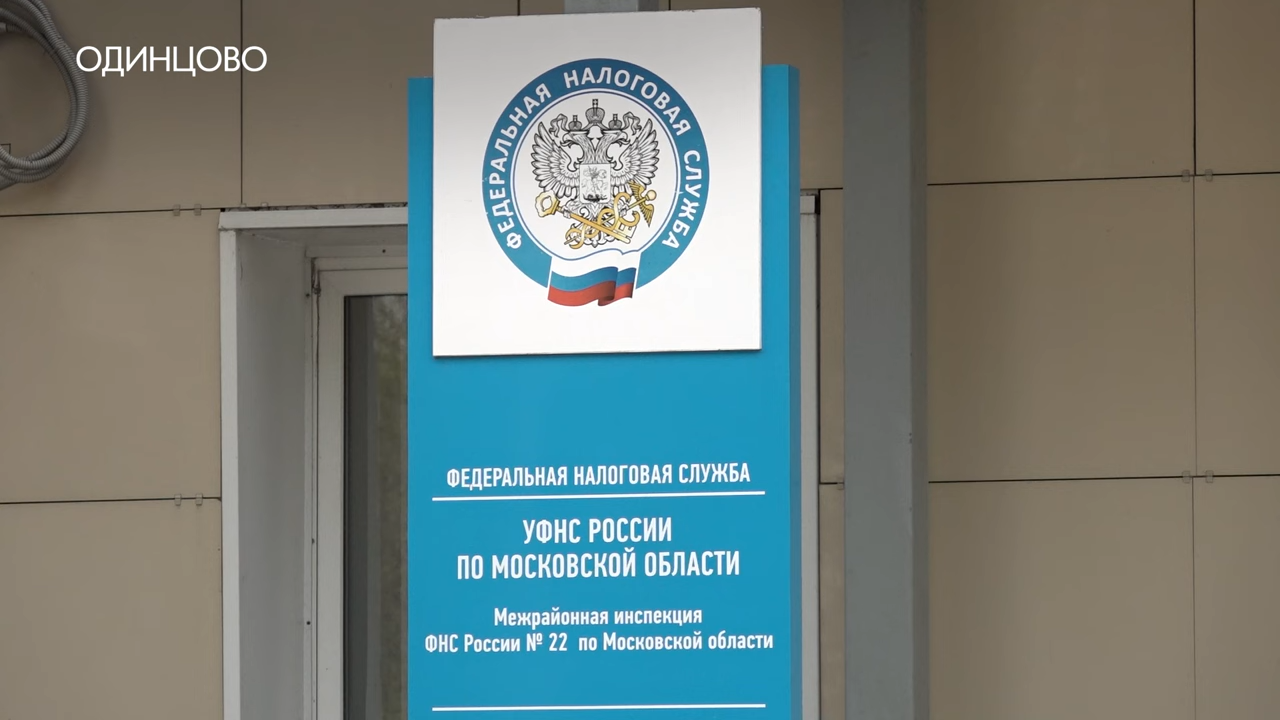 ОДИНЦОВО
ФЕДЕРАЛЬНАЯ НАЛОГОВАЯ СЛУЖБА
ФЕДЕРАЛЬНАЯ НАЛОГОВАЯ СЛУЖБА
УФНС РОССИИ
ПО МОСКОВСКОЙ ОБЛАСТИ
Межрайонная инспекция
ФНС России № 22 по Московской области